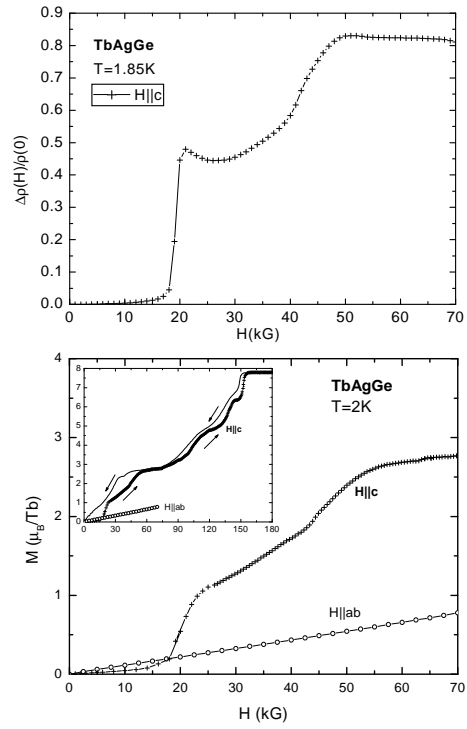 0.9
0.8
0.7
0.6
0.5
0.4
0.3
0.2
0.1
0.0
Δρ(H)/ρ(0)
TbAgGe
T=1.85K
H||c
0 10 20 30 40 50 60 70
H(kG)
4
3
2
1
0
M (μB/Tb)
TbAgGe
T=2K
8
7
6
5
4
3
2
1
0
H||c
H||ab
0 30 60 90 120 150 180
H||c
H||ab
0 10 20 30 40 50 60 70
H (kG)